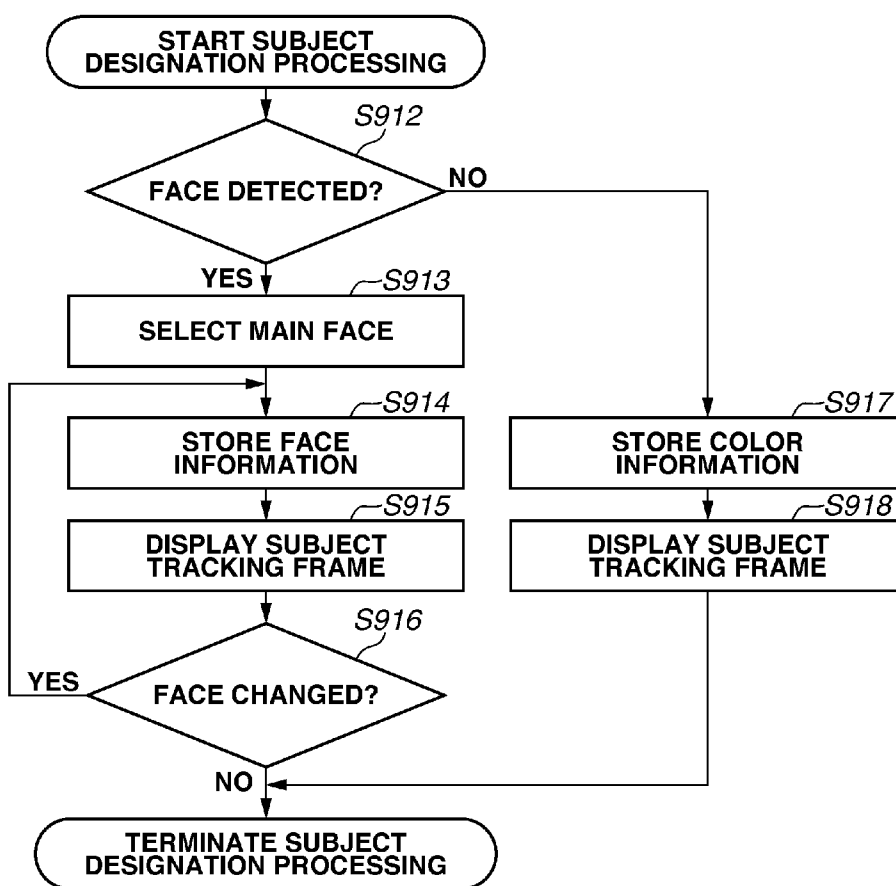 START SUBJECT
DESIGNATION PROCESSING
S912
FACE DETECTED?
NO
YES
S913
SELECT MAIN FACE
S914
STORE FACE
INFORMATION
S917
STORE COLOR
INFORMATION
S915
DISPLAY SUBJECT
TRACKING FRAME
S918
DISPLAY SUBJECT
TRACKING FRAME
S916
FACE CHANGED?
YES
NO
TERMINATE SUBJECT
DESIGNATION PROCESSING